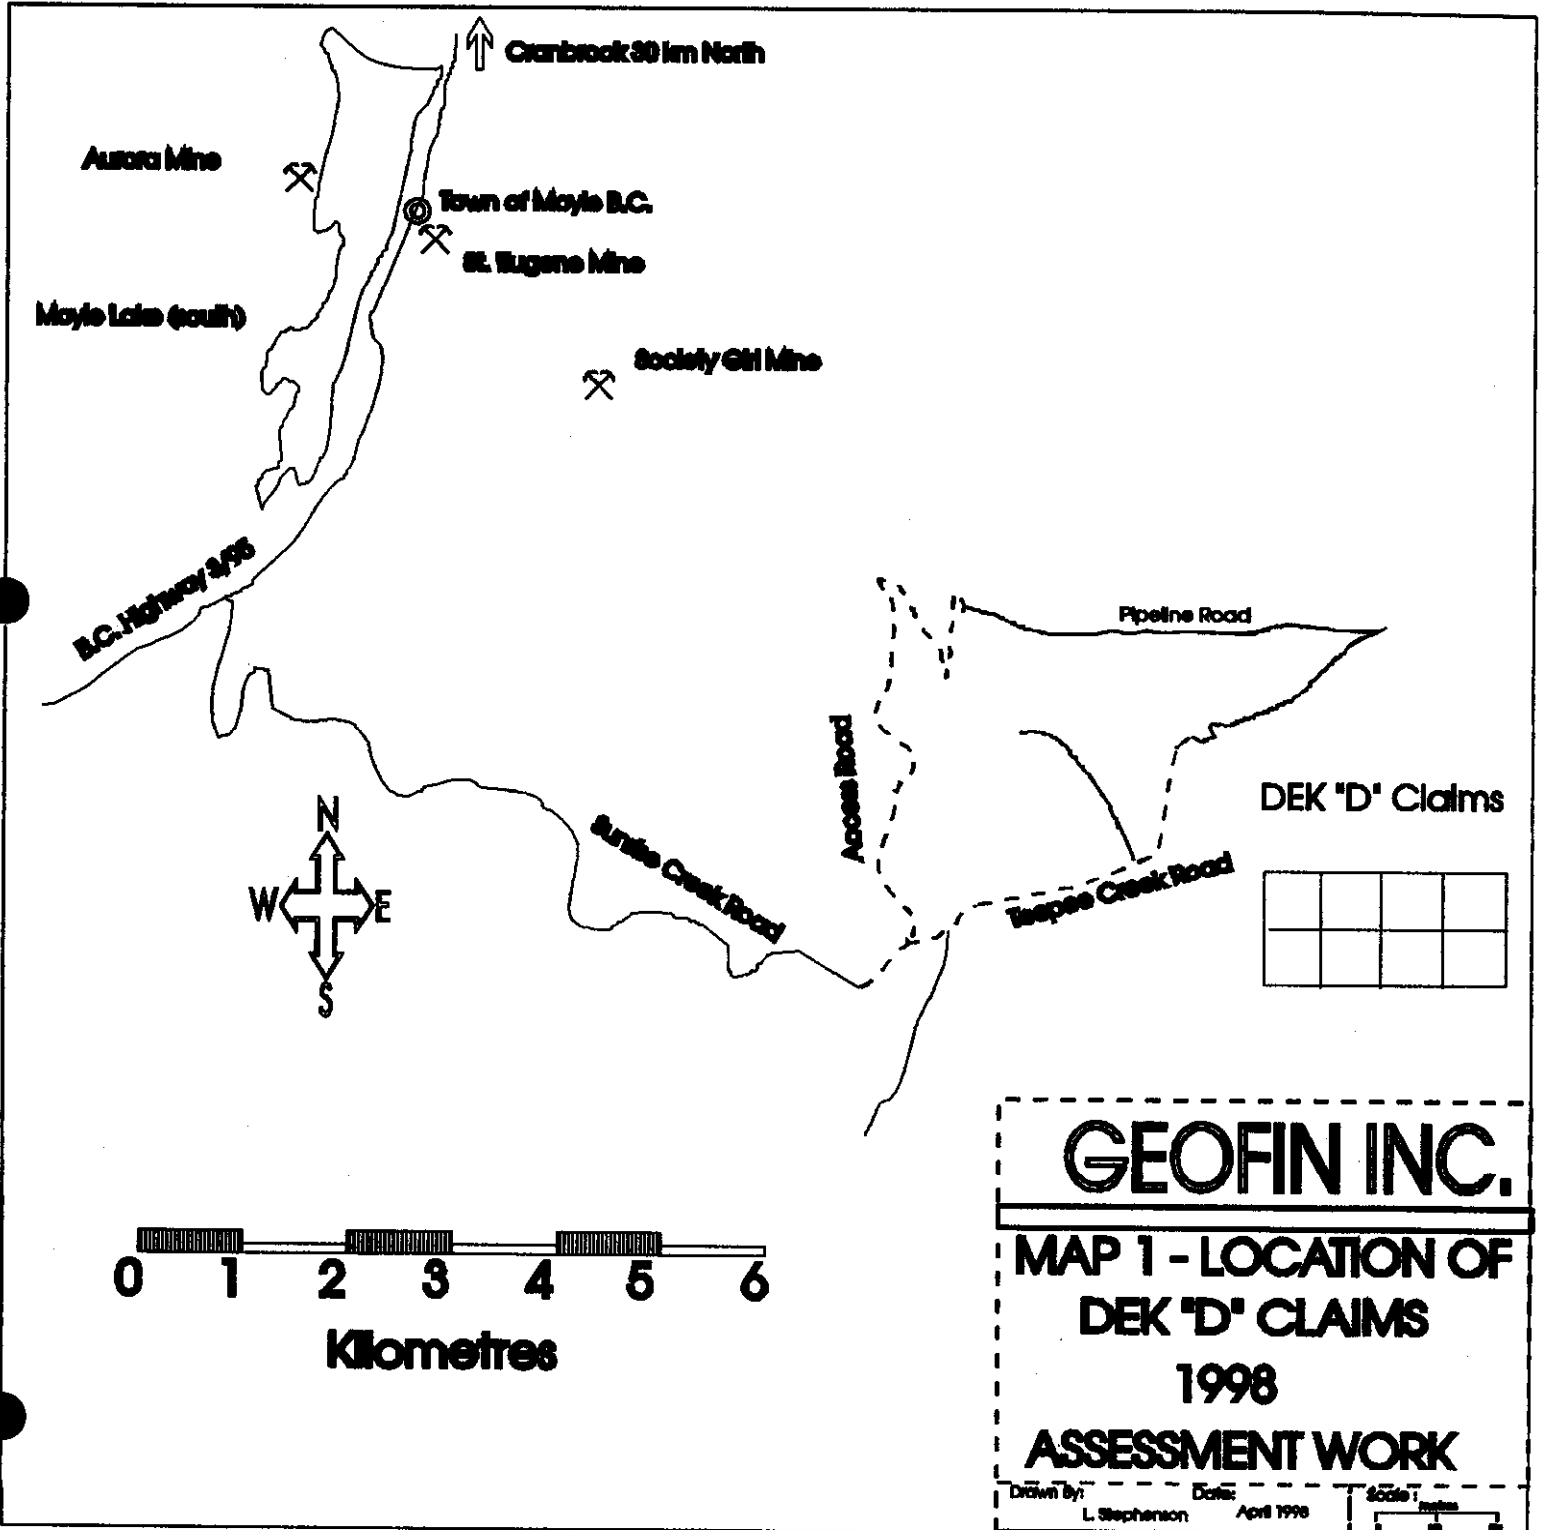 Cranbrook 30 km North
Aurora Mine
Town of Moyie B.C.
St. Eugene Mine
Moyie Lake (south)
Society Girl Mine
B.C. Highway 3/95
Pipeline Road
Access Road
DEK "D" Claims
N
W E
S
Sunrise Creek Road
Teepee Creek Road
GEOFIN INC.
0 1 2 3 4 5 6
Kilometres
MAP 1 - LOCATION OF
DEK "D" CLAIMS
1998
ASSESSMENT WORK
Drawn By: Date: Scale :
L. Stephenson April 1998
metres